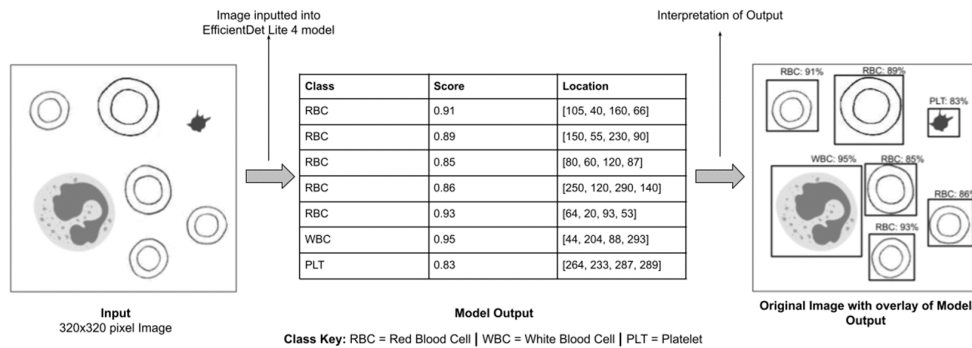 Image inputted into
EfficientDet Lite 4 model
Interpretation of Output
Class Score Location
RBC 0.91 [105, 40, 160, 66]
RBC 0.89 [150, 55, 230, 90]
RBC 0.85 [80, 60, 120, 87]
RBC 0.86 [250, 120, 290, 140]
RBC 0.93 [64, 20, 93, 53]
WBC 0.95 [44, 204, 88, 293]
PLT 0.83 [264, 233, 287, 289]
RBC: 91%
RBC: 89%
PLT: 83%
WBC: 95%
RBC: 85%
RBC: 86%
RBC: 93%
Input
320x320 pixel Image
Model Output
Original Image with overlay of Model
Output
Class Key: RBC = Red Blood Cell | WBC = White Blood Cell | PLT = Platelet